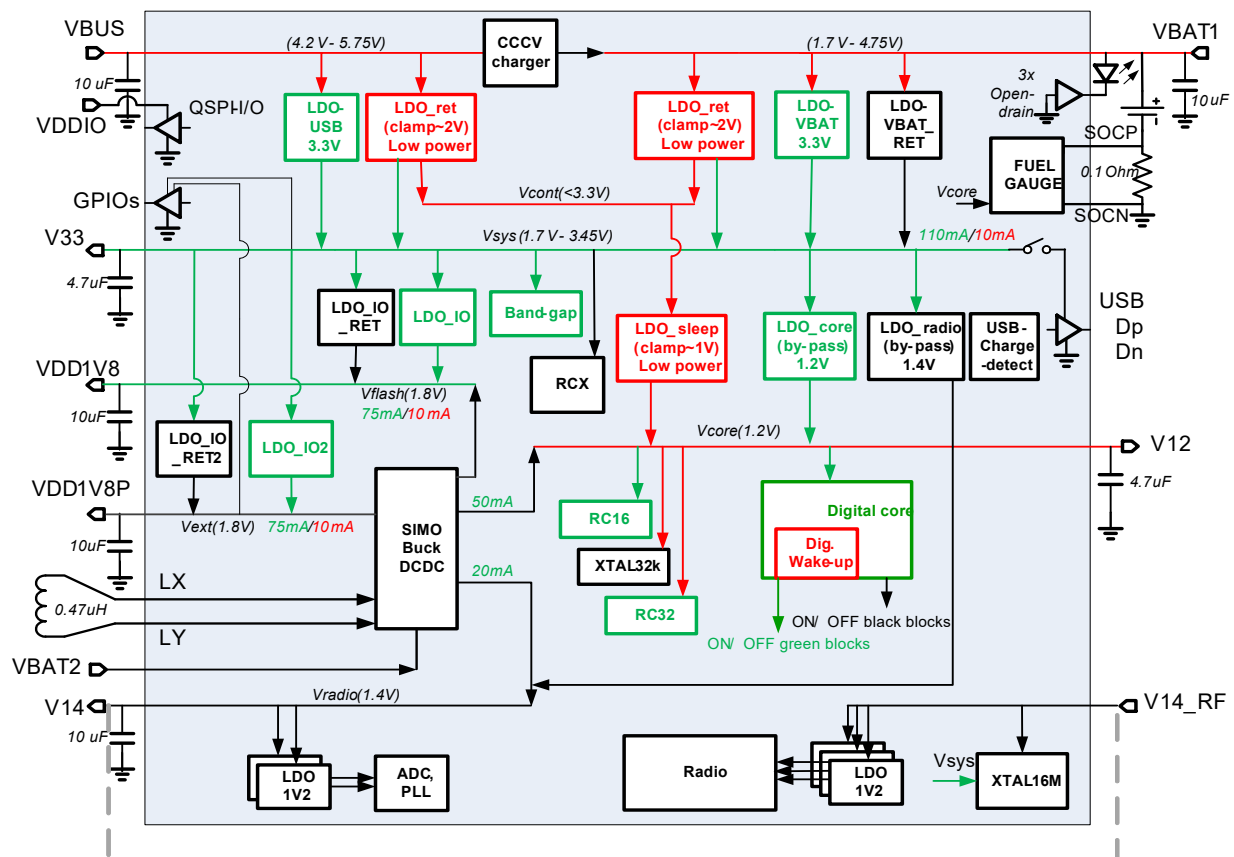 VBUS
(4.2 V - 5.75V)
CCCV
charger
(1.7 V - 4.75V)
VBAT1
10 uF
VDDIO
QSPI-I/O
LDO-
USB
3.3V
LDO_ret
(clamp~2V)
Low power
LDO_ret
(clamp~2V)
Low power
LDO-
VBAT
3.3V
LDO-
VBAT_
RET
3x
Open-
drain
10uF
SOCP
FUEL
GAUGE
0.1 Ohm
Vcore
SOCN
GPIOs
Vcont(<3.3V)
V33
Vsys(1.7 V - 3.45V)
110mA/10mA
4.7uF
LDO_IO
_RET
LDO_IO
Band-gap
LDO_sleep
(clamp~1V)
Low power
LDO_core
(by-pass)
1.2V
LDO_radio
(by-pass)
1.4V
USB-
Charge
-detect
USB
Dp
Dn
RCX
VDD1V8
Vflash(1.8V)
75mA/10 mA
10uF
LDO_IO
_RET2
LDO_IO2
Vcore(1.2V)
V12
4.7uF
VDD1V8P
Vext(1.8V)
75mA/10 mA
10uF
SIMO
Buck
DCDC
50mA
20mA
RC16
XTAL32k
RC32
Digital core
Dig.
Wake-up
ON/ OFF black blocks
ON/ OFF green blocks
0.47uH
LX
LY
VBAT2
V14
Vradio(1.4V)
V14_RF
10 uF
LDO
1V2
ADC,
PLL
Radio
LDO
1V2
Vsys
XTAL16M